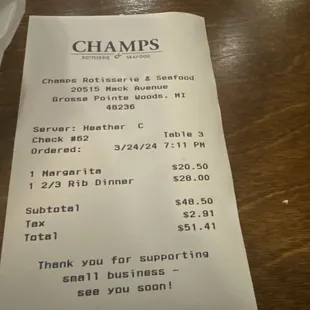 CHAMPS
ROTISSERIE & SEAFOOD
Champs Rotisserie & Seafood
20515 Mack Avenue
Grosse Pointe Woods, MI
48236
Server: Heather C
Check #62 Table 3
Ordered: 3/24/24 7:11 PM
1 Margarita $20.50
1 2/3 Rib Dinner $28.00
Subtotal $48.50
Tax $2.91
Total $51.41
Thank you for supporting
small business -
see you soon!